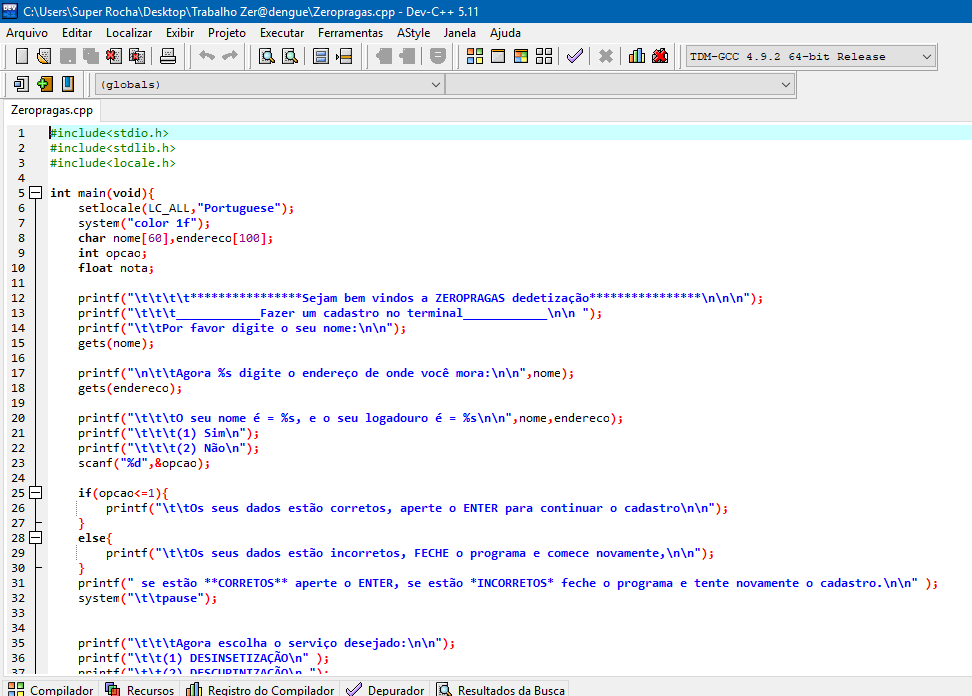 C:\Users\Super Rocha\Desktop\Trabalho Zer@dengue\Zeropragas.cpp - Dev-C++ 5.11
Arquivo Editar Localizar Exibir Projeto Executar Ferramentas AStyle Janela Ajuda
TDM-GCC 4.9.2 64-bit Release
(globals)
Zeropragas.cpp
1 #include<stdio.h>
2 #include<stdlib.h>
3 #include<locale.h>
4
5 int main(void){
6 setlocale(LC_ALL,"Portuguese");
7 system("color 1f");
8 char nome[60],endereco[100];
9 int opcao;
10 float nota;
11
12 printf("\t\t\t\t****************Sejam bem vindos a ZEROPRAGAS dedetização****************\n\n\n");
13 printf("\t\t\t____________Fazer um cadastro no terminal____________\n\n ");
14 printf("\t\tPor favor digite o seu nome:\n\n");
15 gets(nome);
16
17 printf("\n\t\tAgora %s digite o endereço de onde você mora:\n\n",nome);
18 gets(endereco);
19
20 printf("\t\t\tO seu nome é = %s, e o seu logadouro é = %s\n\n",nome,endereco);
21 printf("\t\t\t(1) Sim\n");
22 printf("\t\t\t(2) Não\n");
23 scanf("%d",&opcao);
24
25 if(opcao<=1){
26 printf("\t\tOs seus dados estão corretos, aperte o ENTER para continuar o cadastro\n\n");
27 }
28 else{
29 printf("\t\tOs seus dados estão incorretos, FECHE o programa e comece novamente,\n\n");
30 }
31 printf(" se estão **CORRETOS** aperte o ENTER, se estão *INCORRETOS* feche o programa e tente novamente o cadastro.\n\n" );
32 system("\t\tpause");
33
34
35 printf("\t\t\tAgora escolha o serviço desejado:\n\n");
36 printf("\t\t(1) DESINSETIZAÇÃO\n" );
37 printf("\t\t(2) DESCUPINIZAÇÃO\n ");
Compilador Recursos Registro do Compilador Depurador Resultados da Busca